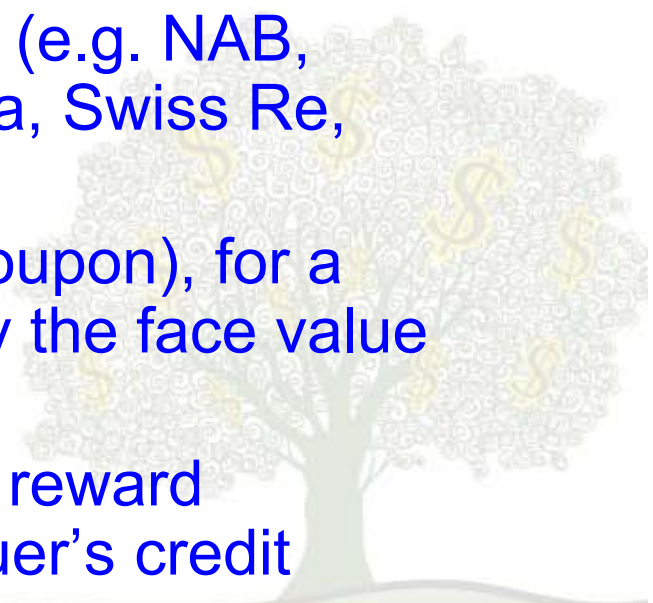 (e.g. NAB,
a, Swiss Re,
oupon), for a
y the face value
reward
uer’s credit